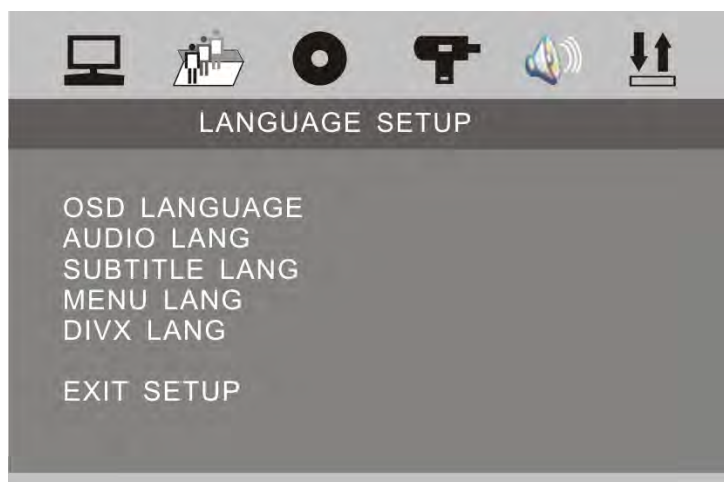 LANGUAGE SETUP
OSD LANGUAGE
AUDIO LANG
SUBTITLE LANG
MENU LANG
DIVX LANG
EXIT SETUP